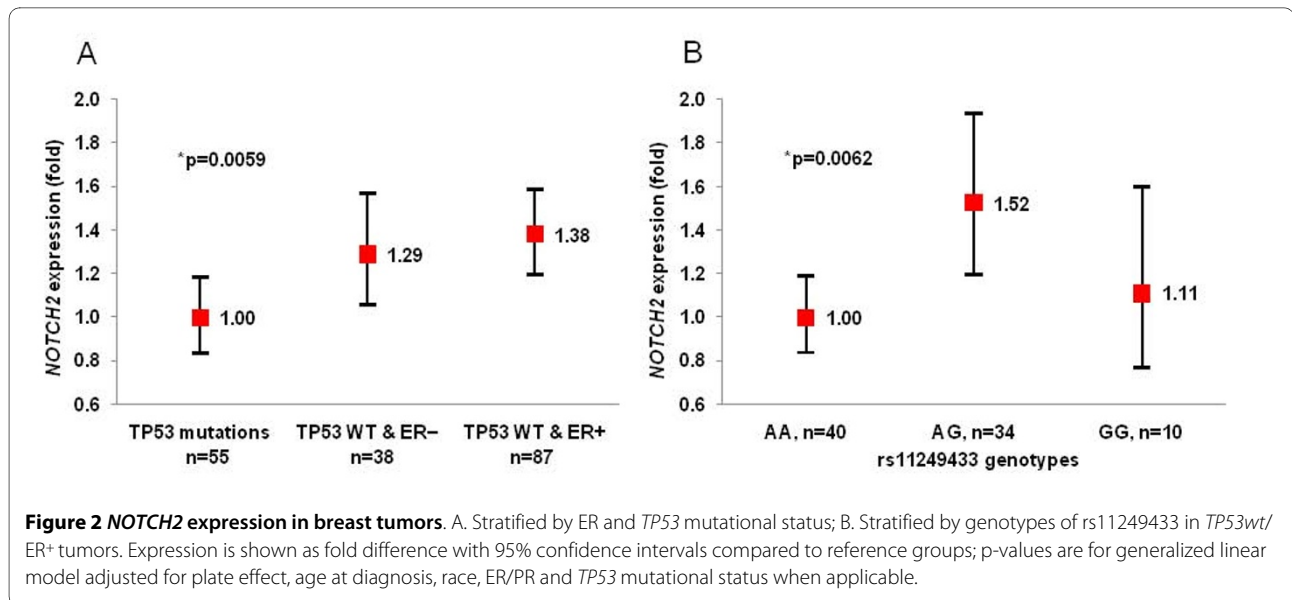 A
NOTCH2 expression (fold)
2.0
1.8
1.6
1.4
1.2
1.0
0.8
0.6
*p=0.0059
1.00
1.29
1.38
TP53 mutations
n=55
TP53 WT & ER–
n=38
TP53 WT & ER+
n=87
B
NOTCH2 expression (fold)
2.0
1.8
1.6
1.4
1.2
1.0
0.8
0.6
*p=0.0062
1.00
1.52
1.11
AA, n=40
AG, n=34
GG, n=10
rs11249433 genotypes
Figure 2 NOTCH2 expression in breast tumors. A. Stratified by ER and TP53 mutational status; B. Stratified by genotypes of rs11249433 in TP53wt/
ER+ tumors. Expression is shown as fold difference with 95% confidence intervals compared to reference groups; p-values are for generalized linear
model adjusted for plate effect, age at diagnosis, race, ER/PR and TP53 mutational status when applicable.